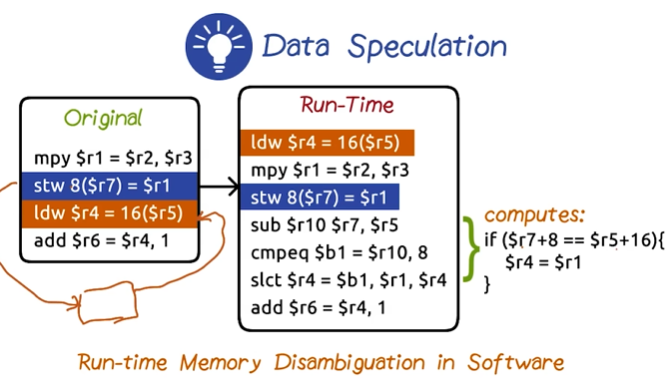 Data Speculation
Original
mpy $r1 = $r2, $r3
stw 8($r7) = $r1
ldw $r4 = 16($r5)
add $r6 = $r4, 1
Run-Time
ldw $r4 = 16($r5)
mpy $r1 = $r2, $r3
stw 8($r7) = $r1
sub $r10 $r7, $r5
cmpeq $b1 = $r10, 8
slct $r4 = $b1, $r1, $r4
add $r6 = $r4, 1
computes:
if ($r7+8 == $r5+16){
$r4 = $r1
}
Run-time Memory Disambiguation in Software